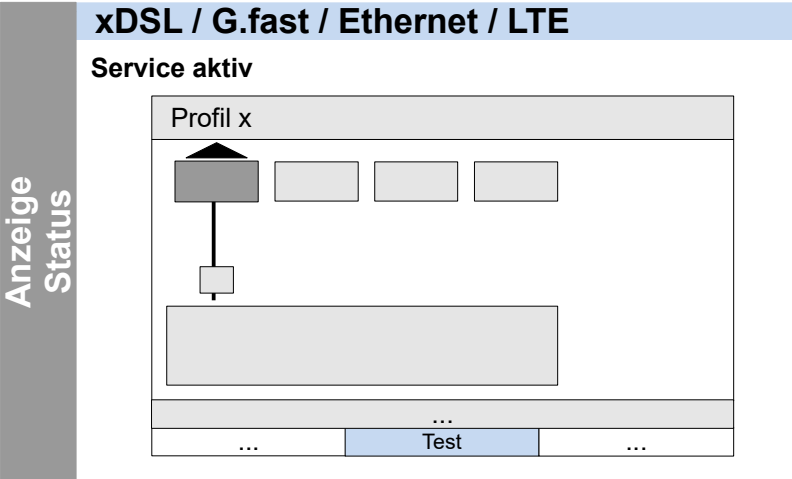 xDSL / G.fast / Ethernet / LTE
Anzeige
Status
Service aktiv
Profil x
...
...
Test
...